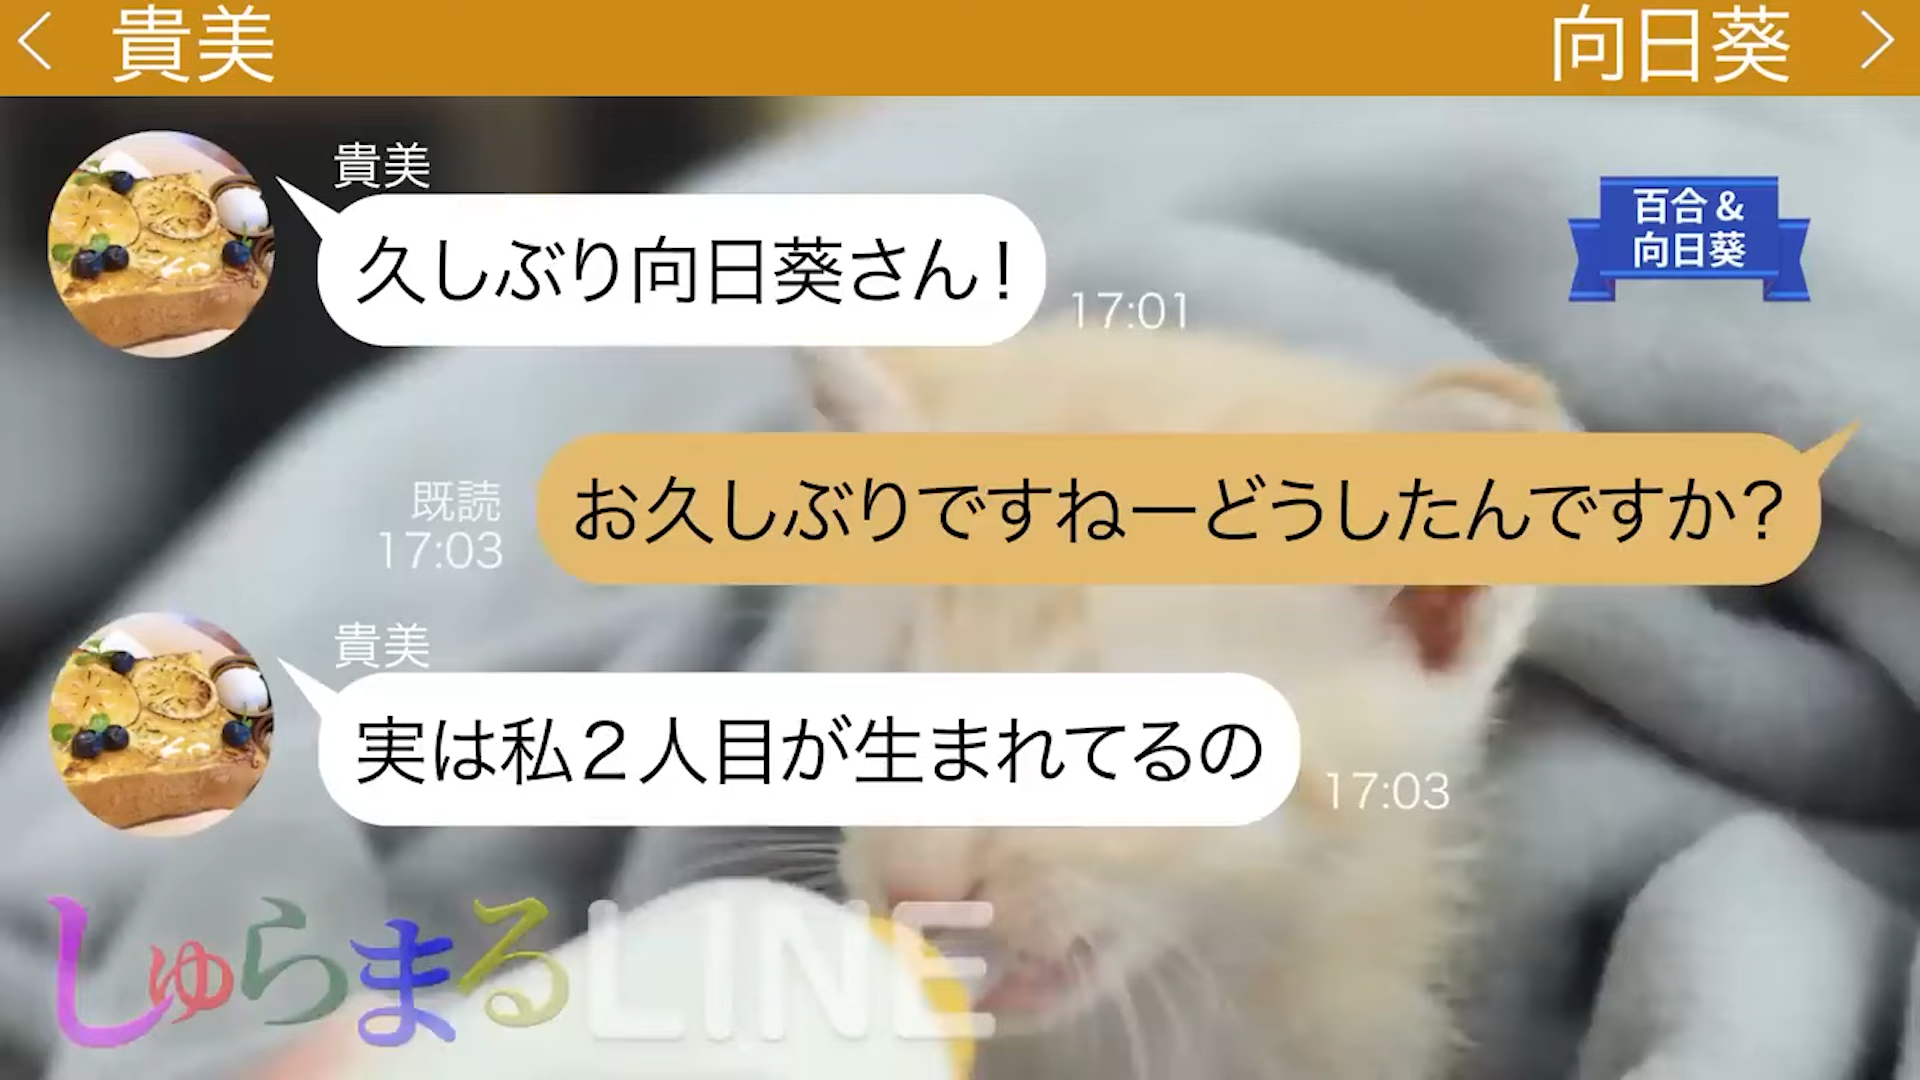 貴美
向日葵
貴美
久しぶり向日葵さん！
17:01
百合＆
向日葵
お久しぶりですねーどうしたんですか？
既読
17:03
貴美
実は私２人目が生まれてるの
17:03
しゅらまるLINE